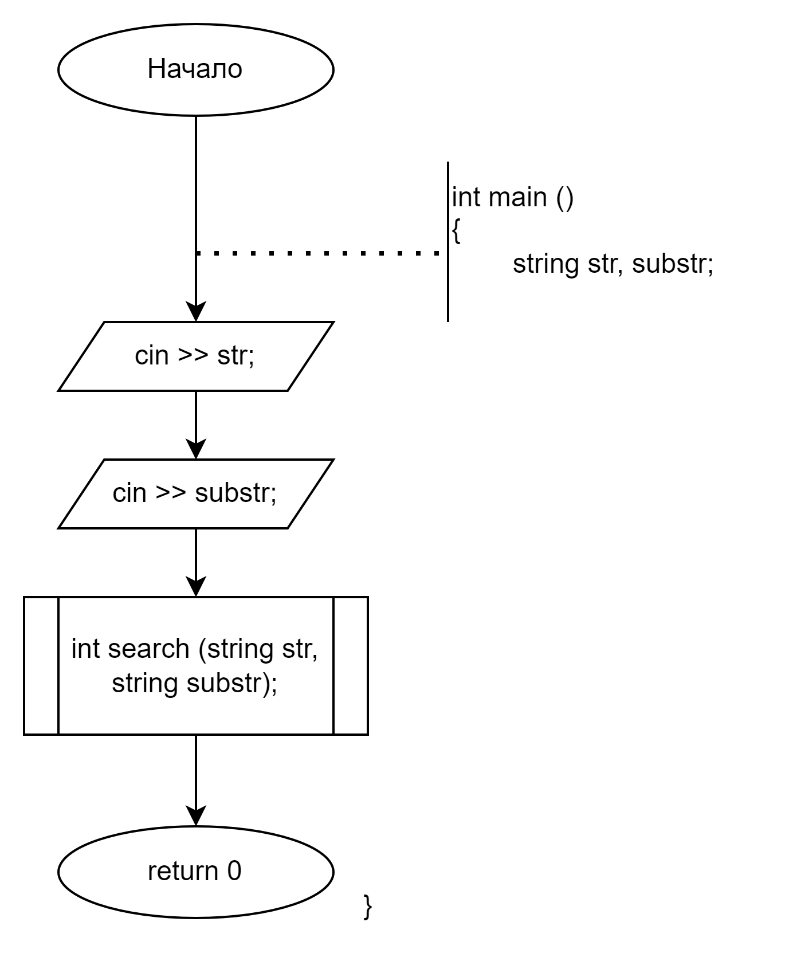 Начало
int main ()
{
string str, substr;
cin >> str;
cin >> substr;
int search (string str,
string substr);
return 0
}